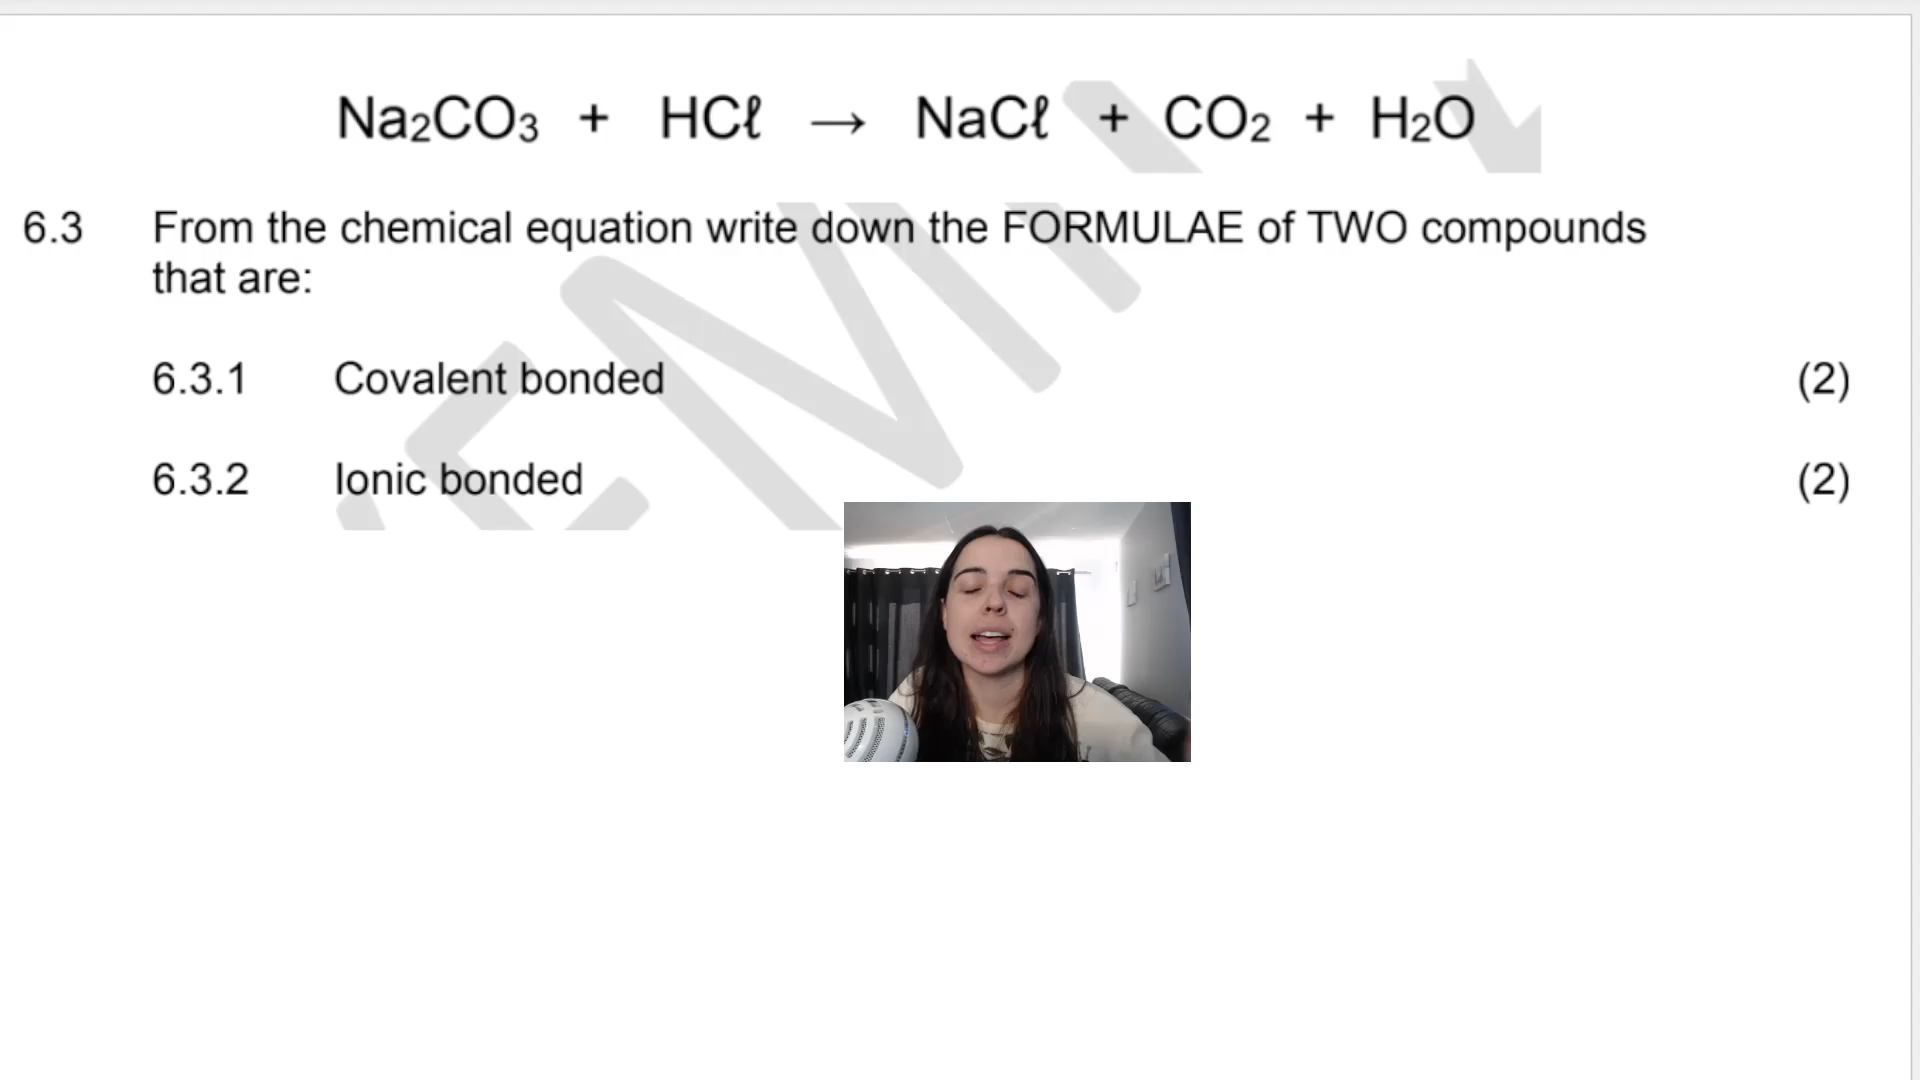 Na₂CO₃ + HCℓ → NaCℓ + CO₂ + H₂O
6.3 From the chemical equation write down the FORMULAE of TWO compounds
that are:
6.3.1 Covalent bonded (2)
6.3.2 Ionic bonded (2)